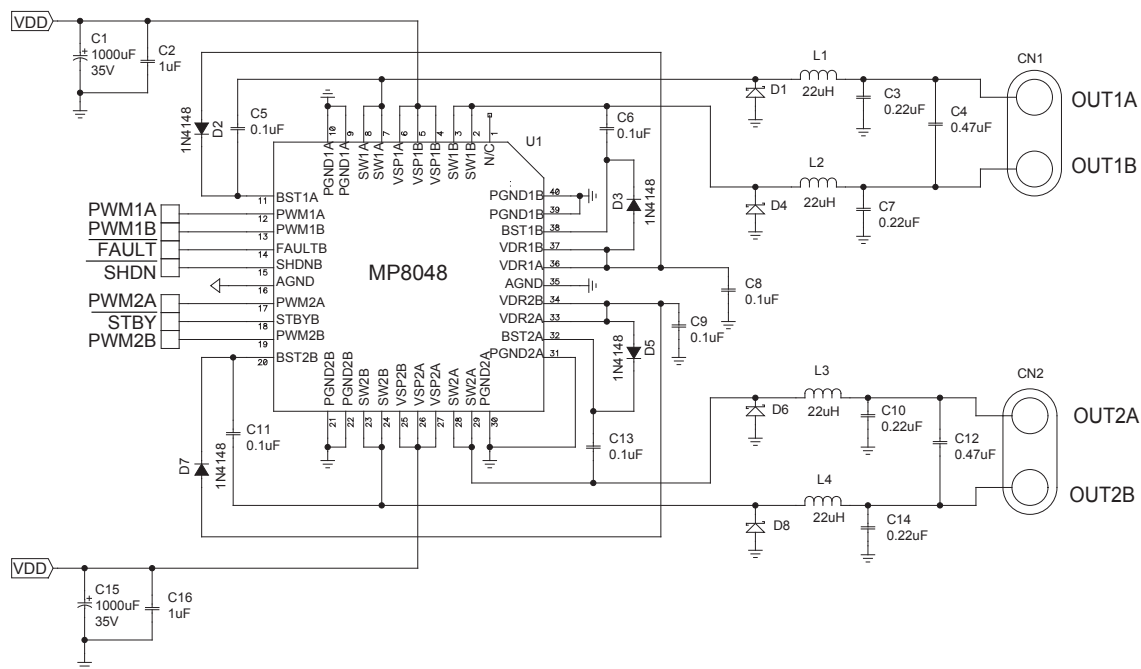 VDD
C1
1000uF
35V
C2
1uF
1N4148
D2
C5
0.1uF
C6
0.1uF
D1
L1
22uH
C3
0.22uF
C4
0.47uF
CN1
OUT1A
OUT1B
L2
22uH
D4
C7
0.22uF
U1
10
9
8
7
6
5
4
3
2
1
PGND1A
PGND1A
SW1A
SW1A
VSP1A
VSP1B
VSP1B
SW1B
SW1B
N/C
BST1A
11
PWM1A
PWM1A
12
PWM1B
PWM1B
13
FAULT
FAULTB
14
SHDN
SHDNB
15
AGND
16
PWM2A
PWM2A
17
STBY
STBYB
18
PWM2B
PWM2B
19
BST2B
20
MP8048
PGND1B
40
PGND1B
39
BST1B
38
VDR1B
37
VDR1A
36
AGND
35
VDR2B
34
VDR2A
33
BST2A
32
PGND2A
31
D3
1N4148
C8
0.1uF
C9
0.1uF
1N4148
D5
PGND2B
PGND2B
SW2B
SW2B
VSP2B
VSP2A
VSP2A
SW2A
SW2A
PGND2A
21
22
23
24
25
26
27
28
29
30
C11
0.1uF
D7
1N4148
C13
0.1uF
L3
22uH
D6
C10
0.22uF
C12
0.47uF
CN2
OUT2A
OUT2B
L4
22uH
D8
C14
0.22uF
VDD
C15
1000uF
35V
C16
1uF